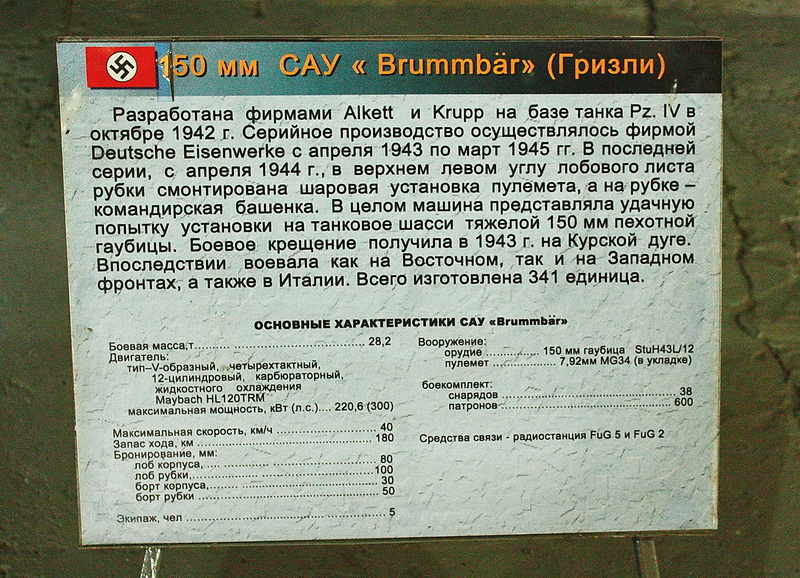 150 мм САУ « Brummbär» (Гризли)
Разработана фирмами Alkett и Krupp на базе танка Pz. IV в
октябре 1942 г. Серийное производство осуществлялось фирмой
Deutsche Eisenwerke с апреля 1943 по март 1945 гг. В последней
серии, с апреля 1944 г., в верхнем левом углу лобового листа
рубки смонтирована шаровая установка пулемета, а на рубке –
командирская башенка. В целом машина представляла удачную
попытку установки на танковое шасси тяжелой 150 мм пехотной
гаубицы. Боевое крещение получила в 1943 г. на Курской дуге.
Впоследствии воевала как на Восточном, так и на Западном
фронтах, а также в Италии. Всего изготовлена 341 единица.
ОСНОВНЫЕ ХАРАКТЕРИСТИКИ САУ «Brummbär»
Боевая масса,т 28,2
Двигатель:
тип–V-образный, четырехтактный,
12-цилиндровый, карбюраторный,
жидкостного охлаждения
Maybach HL120TRM
максимальная мощность, кВт (л.с.).... 220,6 (300)
Максимальная скорость, км/ч 40
Запас хода, км 180
Бронирование, мм:
лоб корпуса, 80
лоб рубки, 100
борт корпуса, 30
борт рубки 50
Экипаж, чел 5
Вооружение:
орудие 150 мм гаубица StuH43L/12
пулемет 7,92мм MG34 (в укладке)
боекомплект:
снарядов 38
патронов 600
Средства связи - радиостанция FuG 5 и FuG 2